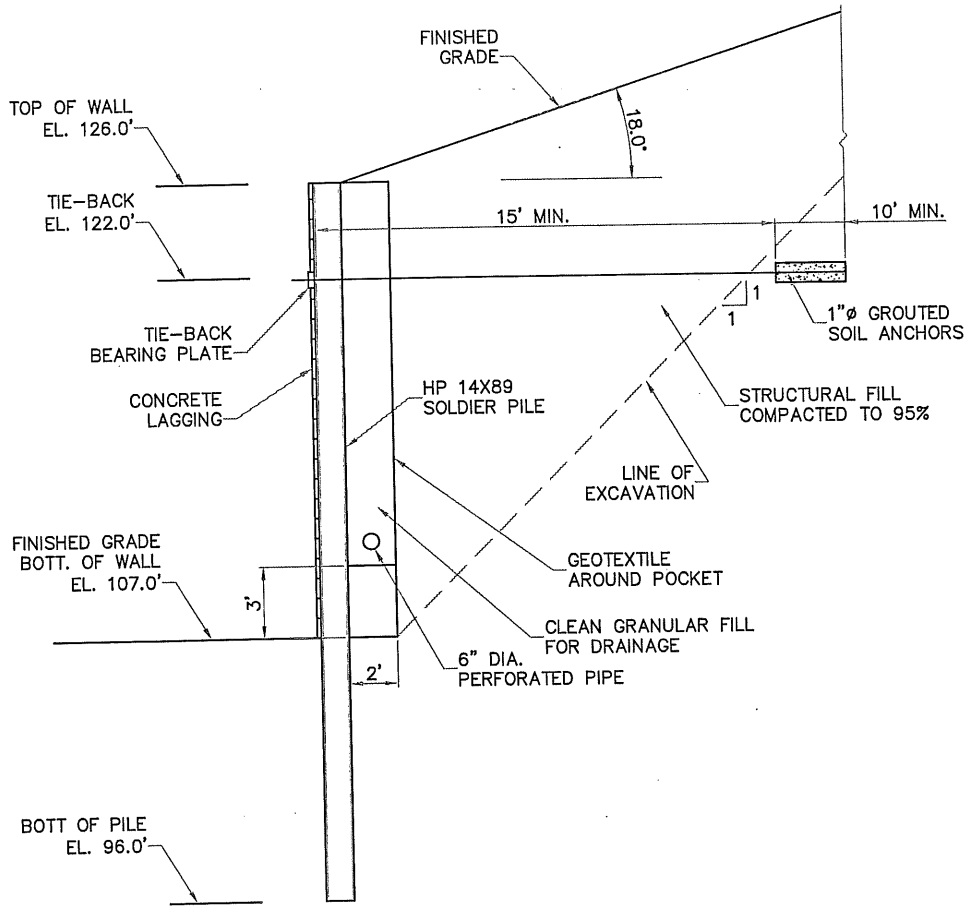 FINISHED
GRADE
TOP OF WALL
EL. 126.0'
18.0°
TIE-BACK
EL. 122.0'
15' MIN.
10' MIN.
1
1
1"ø GROUTED
SOIL ANCHORS
TIE-BACK
BEARING PLATE
HP 14X89
SOLDIER PILE
STRUCTURAL FILL
COMPACTED TO 95%
CONCRETE
LAGGING
LINE OF
EXCAVATION
FINISHED GRADE
BOTT. OF WALL
EL. 107.0'
GEOTEXTILE
AROUND POCKET
3'
CLEAN GRANULAR FILL
FOR DRAINAGE
2'
6" DIA.
PERFORATED PIPE
BOTT OF PILE
EL. 96.0'